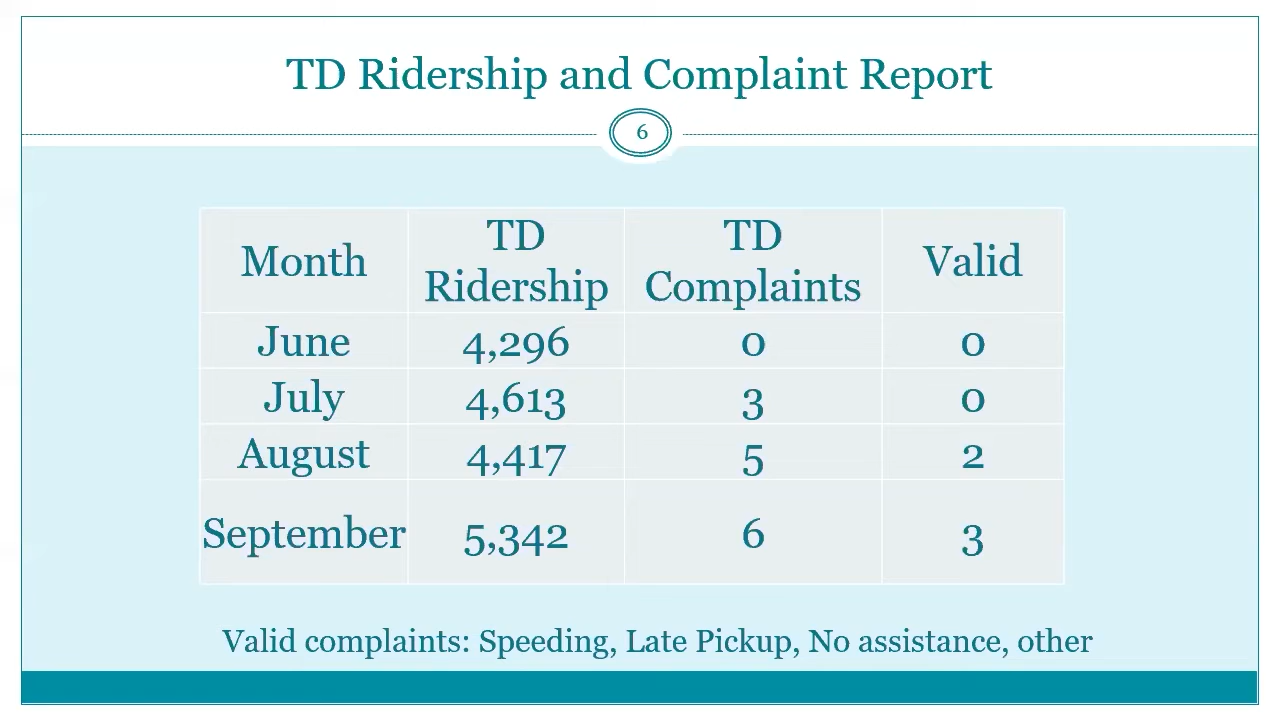 TD Ridership and Complaint Report
6
Month TD Ridership TD Complaints Valid
June 4,296 0 0
July 4,613 3 0
August 4,417 5 2
September 5,342 6 3
Valid complaints: Speeding, Late Pickup, No assistance, other